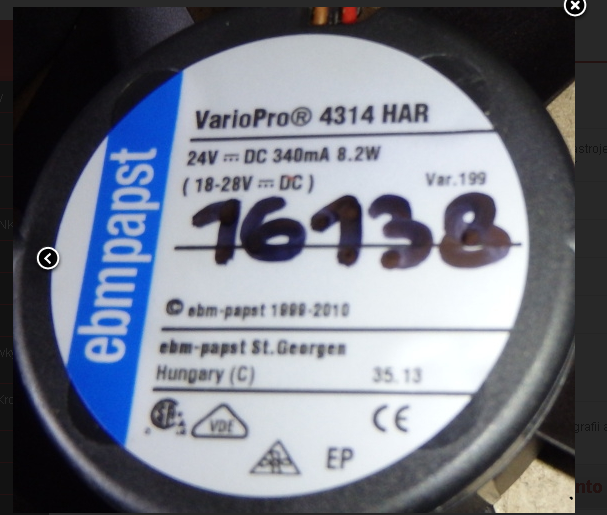 ebmpapst
VarioPro® 4314 HAR
24V ⎓ DC 340mA 8.2W
( 18-28V ⎓ DC )
Var.199
16138
© ebm-papst 1999-2010
ebm-papst St.Georgen
Hungary (C)
35.13
VDE
CE
EP